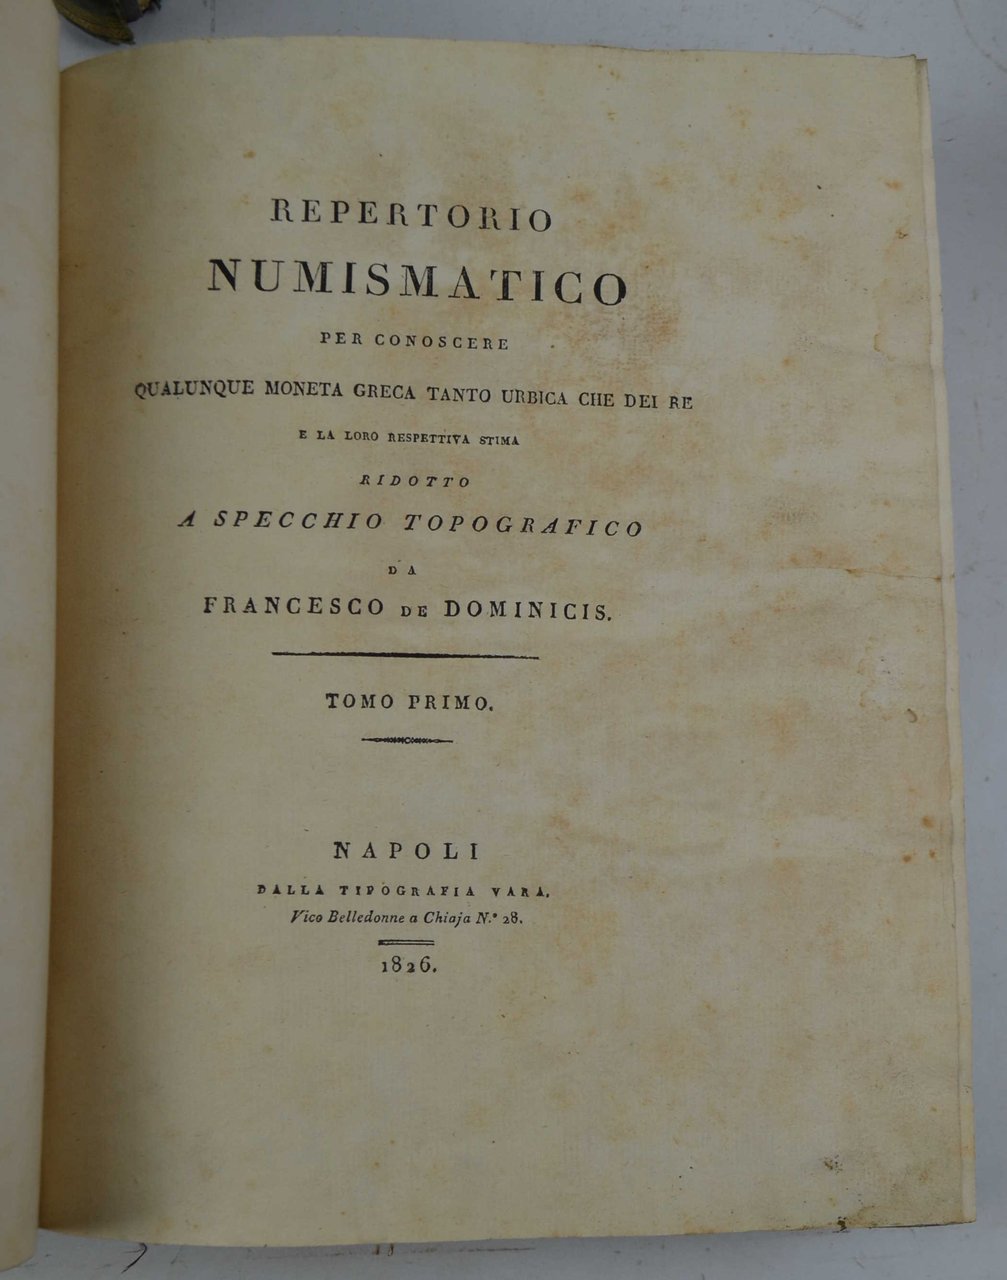 REPERTORIO
NUMISMATICO
PER CONOSCERE
QUALUNQUE MONETA GRECA TANTO URBICA CHE DEI RE
E LA LORO RESPETTIVA STIMA
RIDOTTO
A SPECCHIO TOPOGRAFICO
DA
FRANCESCO DE DOMINICIS.
TOMO PRIMO.
NAPOLI
DALLA TIPOGRAFIA VARA.
Vico Belledonne a Chiaja N.° 28.
1826.